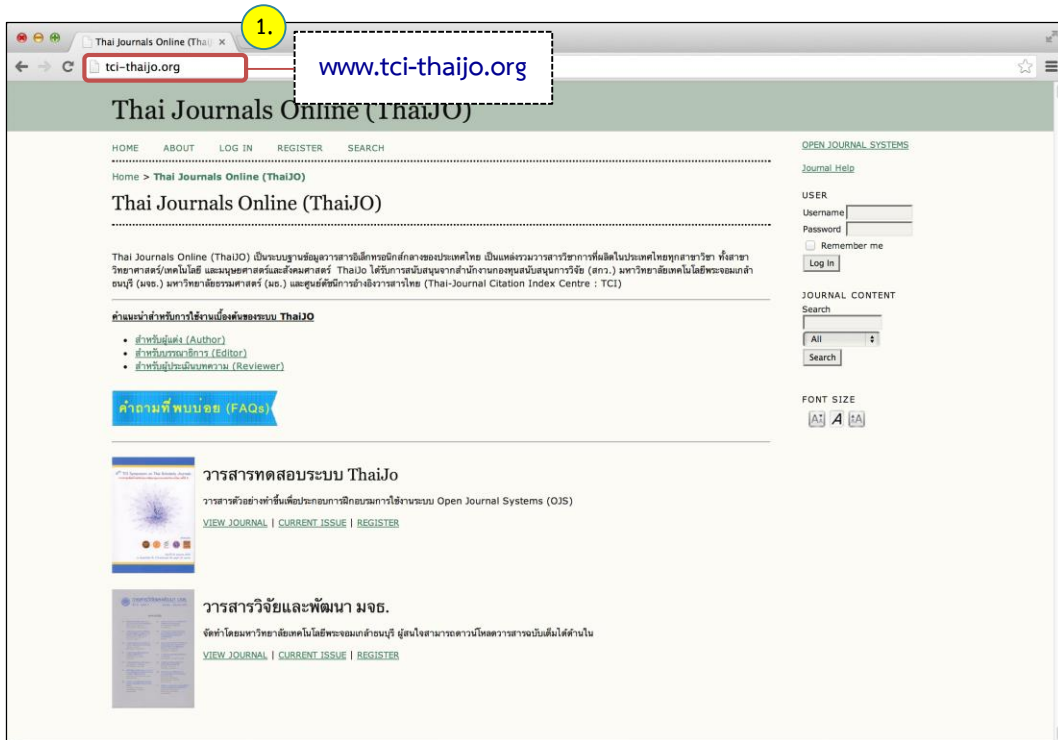 1.
Thai Journals Online (Thai
tci-thaijo.org
www.tci-thaijo.org
Thai Journals Online (ThaiJO)
HOME ABOUT LOG IN REGISTER SEARCH
Home > Thai Journals Online (ThaiJO)
Thai Journals Online (ThaiJO)
Thai Journals Online (ThaiJO) เป็นระบบฐานข้อมูลวารสารอิเล็กทรอนิกส์กลางของประเทศไทย เป็นแหล่งรวมวารสารวิชาการที่ผลิตในประเทศไทยทุกสาขาวิชา ทั้งสาขา
วิทยาศาสตร์/เทคโนโลยี และมนุษยศาสตร์และสังคมศาสตร์ ThaiJo ได้รับการสนับสนุนจากสำนักงานกองทุนสนับสนุนการวิจัย (สกว.) มหาวิทยาลัยเทคโนโลยีพระจอมเกล้า
ธนบุรี (มจธ.) มหาวิทยาลัยธรรมศาสตร์ (มธ.) และศูนย์ดัชนีการอ้างอิงวารสารไทย (Thai-Journal Citation Index Centre : TCI)
คำแนะนำสำหรับการใช้งานเบื้องต้นของระบบ ThaiJO
สำหรับผู้แต่ง (Author)
สำหรับบรรณาธิการ (Editor)
สำหรับผู้ประเมินบทความ (Reviewer)
คำถามที่พบบ่อย (FAQs)
วารสารทดสอบระบบ ThaiJo
วารสารตัวอย่างทำขึ้นเพื่อประกอบการฝึกอบรมการใช้งานระบบ Open Journal Systems (OJS)
VIEW JOURNAL | CURRENT ISSUE | REGISTER
วารสารวิจัยและพัฒนา มจธ.
จัดทำโดยมหาวิทยาลัยเทคโนโลยีพระจอมเกล้าธนบุรี ผู้สนใจสามารถดาวน์โหลดวารสารฉบับเต็มได้ด้านใน
VIEW JOURNAL | CURRENT ISSUE | REGISTER
OPEN JOURNAL SYSTEMS
Journal Help
USER
Username
Password
Remember me
Log In
JOURNAL CONTENT
Search
All
Search
FONT SIZE
A A A